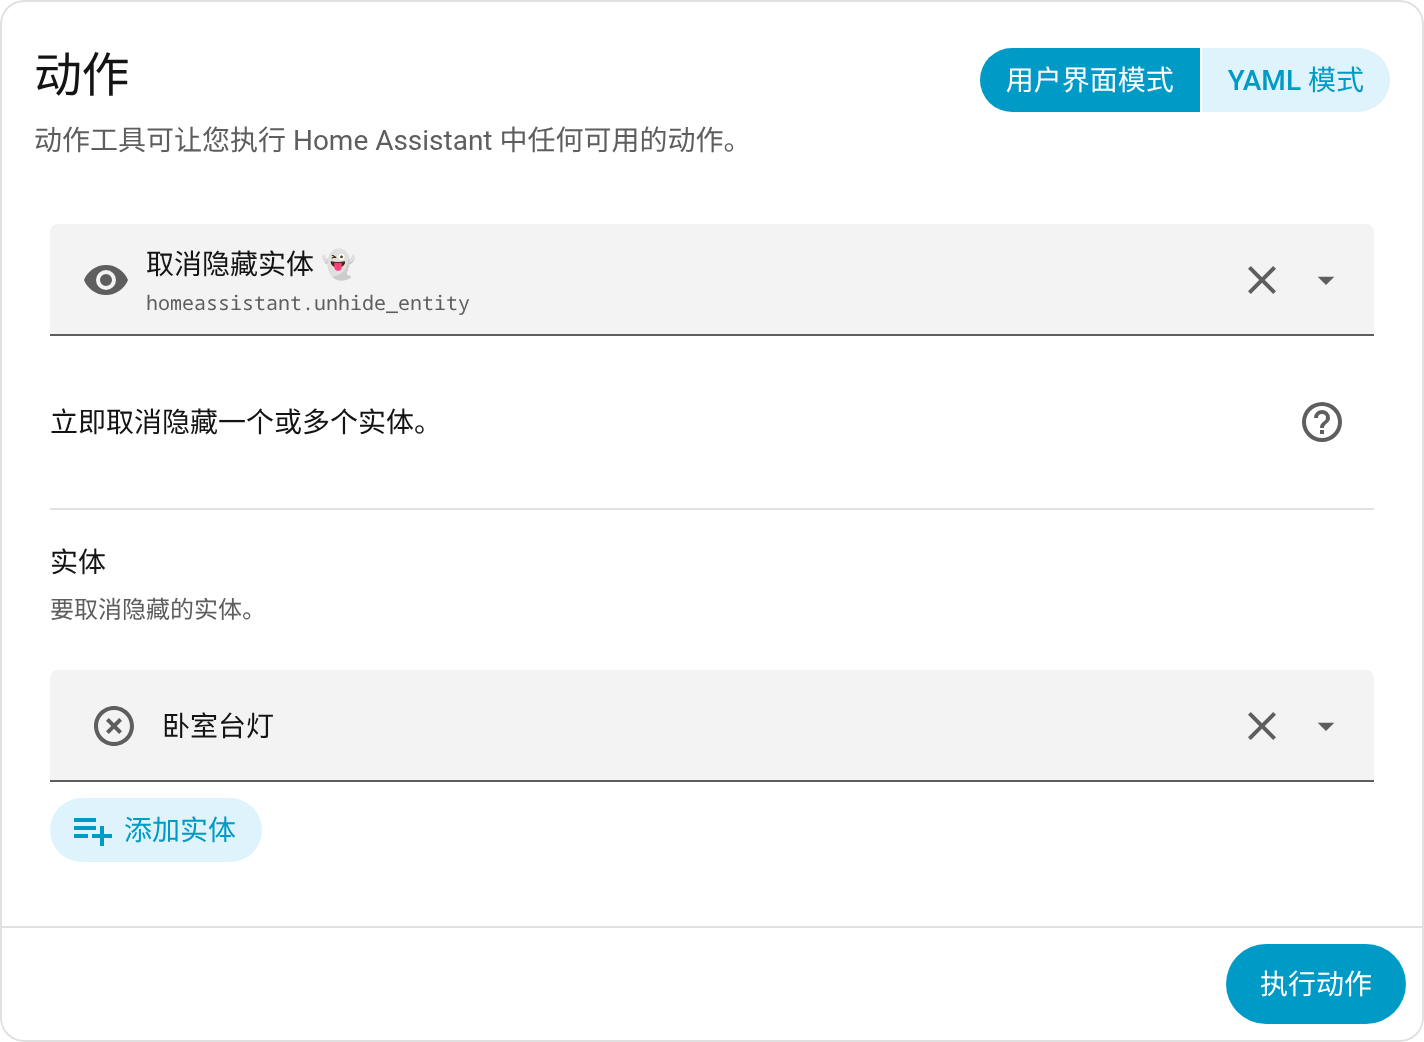 动作
用户界面模式
YAML 模式
动作工具可让您执行 Home Assistant 中任何可用的动作。
取消隐藏实体 👻
homeassistant.unhide_entity
立即取消隐藏一个或多个实体。
实体
要取消隐藏的实体。
卧室台灯
添加实体
执行动作